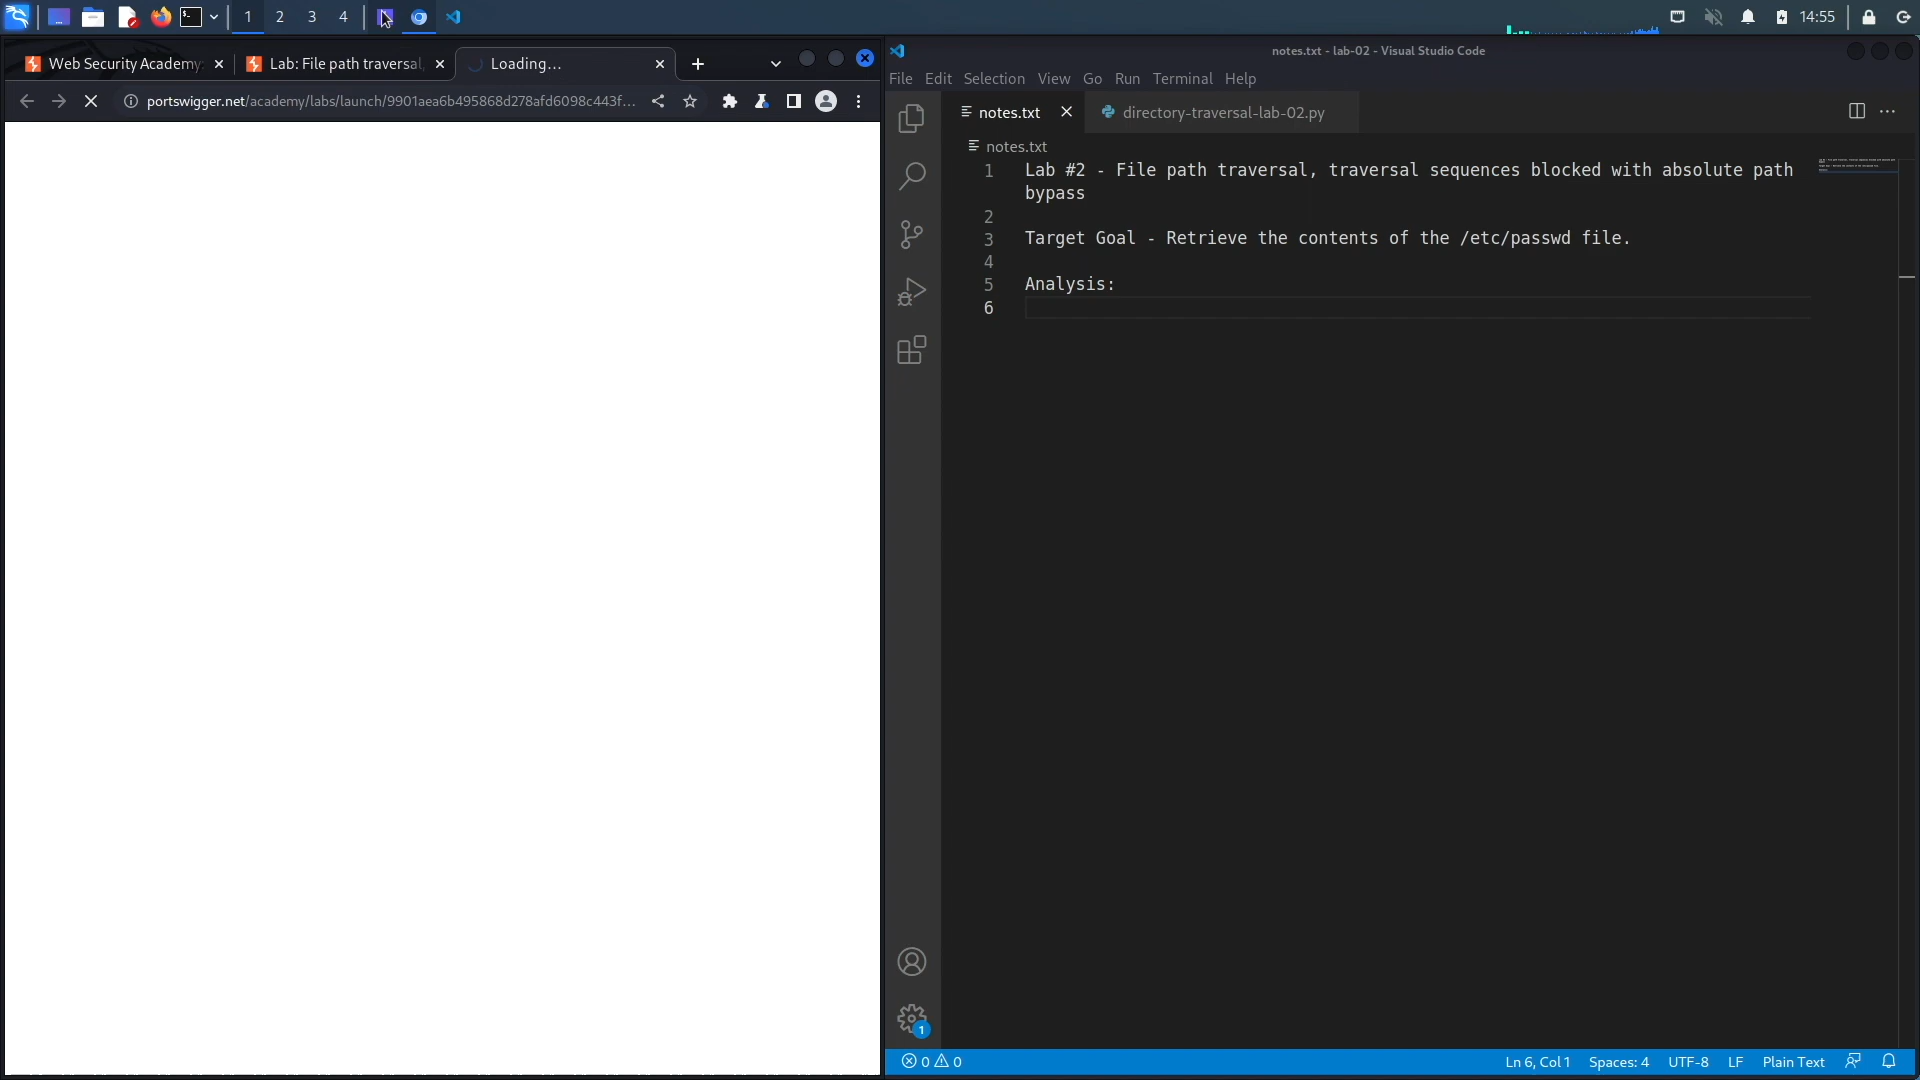 1
2
3
4
14:55
Web Security Academy:
Lab: File path traversal,
Loading...
portswigger.net/academy/labs/launch/9901aea6b495868d278afd6098c443f...
notes.txt - lab-02 - Visual Studio Code
File Edit Selection View Go Run Terminal Help
notes.txt
directory-traversal-lab-02.py
notes.txt
1 Lab #2 - File path traversal, traversal sequences blocked with absolute path
bypass
2
3 Target Goal - Retrieve the contents of the /etc/passwd file.
4
5 Analysis:
6
1
0 0
Ln 6, Col 1 Spaces: 4 UTF-8 LF Plain Text